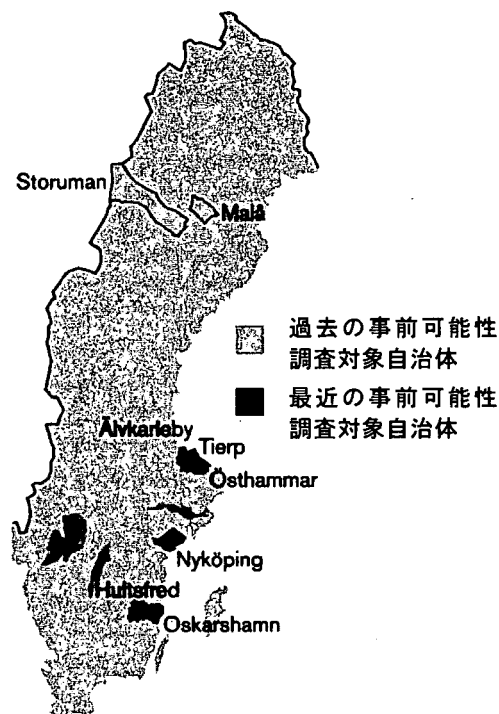 Storuman
Malå
過去の事前可能性
調査対象自治体
最近の事前可能性
調査対象自治体
Älvkarleby
Tierp
Östhammar
Nyköping
Hultsfred
Oskarshamn